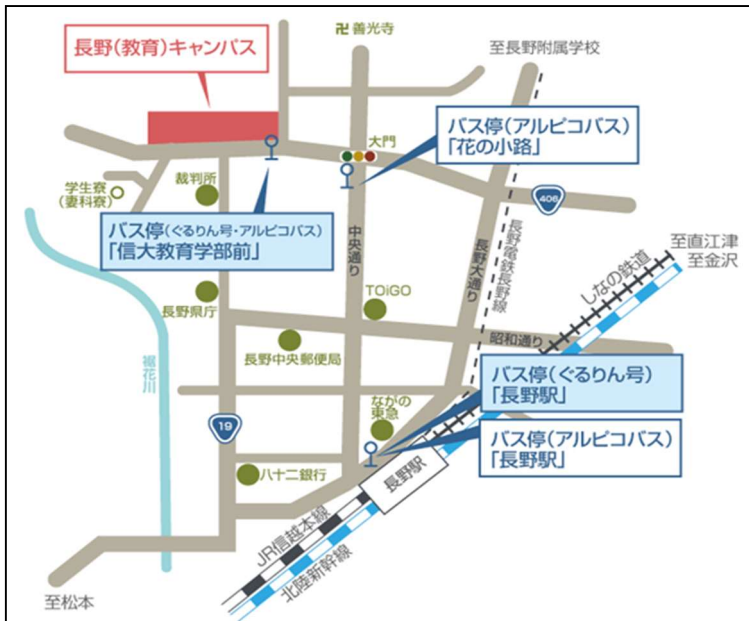 卍 善光寺
長野(教育)キャンパス
至長野附属学校
バス停(アルピコバス)
「花の小路」
大門
学生寮
(妻科寮)
裁判所
406
バス停(ぐるりん号・アルピコバス)
「信大教育学部前」
中央通り
長野大通り
長野電鉄長野線
至直江津
至金沢
しなの鉄道
長野県庁
TOiGO
昭和通り
長野中央郵便局
裾花川
バス停(ぐるりん号)
「長野駅」
ながの
東急
19
バス停(アルピコバス)
「長野駅」
八十二銀行
長野駅
JR信越本線
北陸新幹線
至松本